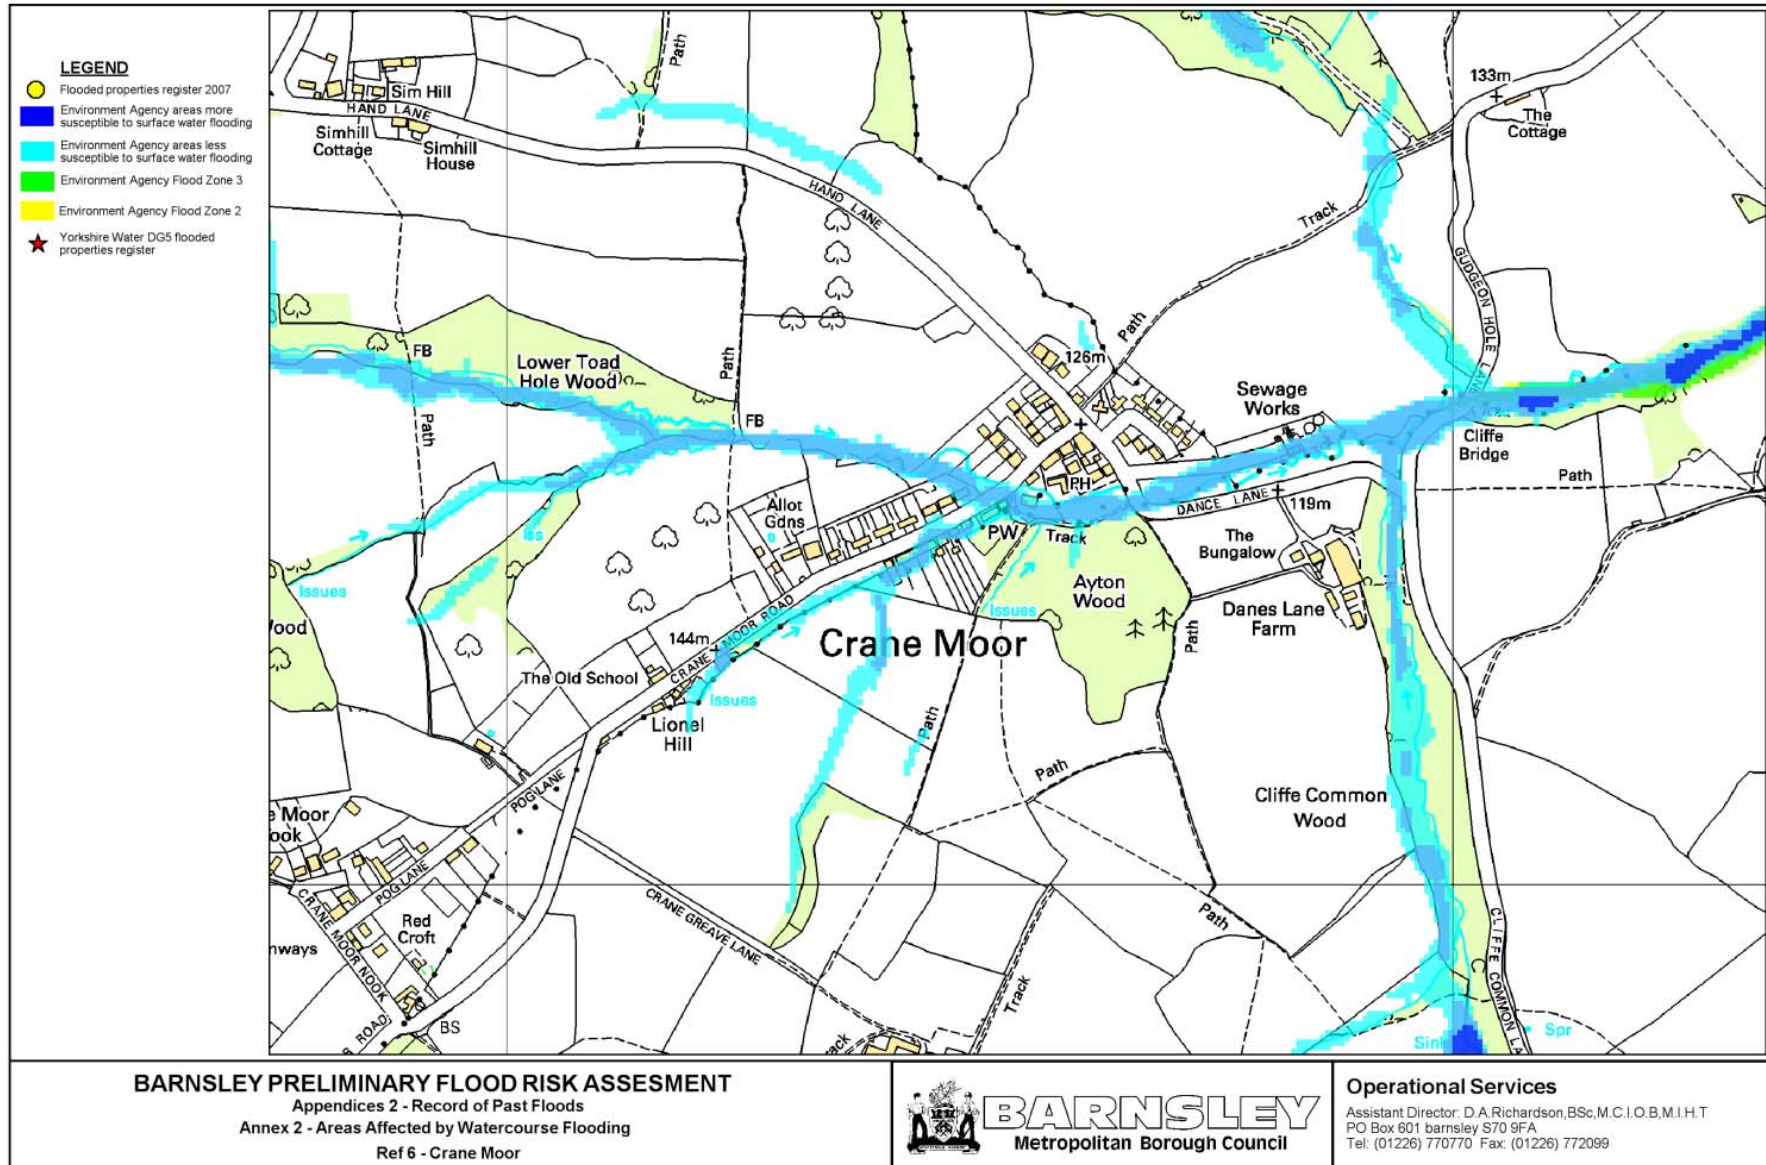 LEGEND
Flooded properties register 2007
Environment Agency areas more
susceptible to surface water flooding
Environment Agency areas less
susceptible to surface water flooding
Environment Agency Flood Zone 3
Environment Agency Flood Zone 2
Yorkshire Water DG5 flooded
properties register
Sim Hill
HAND LANE
Simhill
Cottage
Simhill
House
Path
133m
The
Cottage
HAND LANE
Track
GUDGEON HOLE LANE
Path
FB
Lower Toad
Hole Wood
Path
126m
Sewage
Works
Path
FB
Cliffe
Bridge
Path
Allot
Gdns
PH
DANCE LANE
119m
Iss
PW
Track
The
Bungalow
Issues
Issues
Ayton
Wood
Danes Lane
Farm
Wood
144m
CRANE MOOR ROAD
Crane Moor
Path
The Old School
Issues
Lionel
Hill
Path
Path
POG LANE
Cliffe Common
Wood
e Moor
ook
POG LANE
CRANE MOOR NOOK
Red
Croft
CRANE GREAVE LANE
Path
CLIFFE COMMON LA
nways
Track
ROAD
BS
ack
Sink
Spr
BARNSLEY PRELIMINARY FLOOD RISK ASSESMENT
Appendices 2 - Record of Past Floods
Annex 2 - Areas Affected by Watercourse Flooding
Ref 6 - Crane Moor
BARNSLEY
Metropolitan Borough Council
Operational Services
Assistant Director: D.A.Richardson,BSc,M.C.I.O.B,M.I.H.T
PO Box 601 barnsley S70 9FA
Tel: (01226) 770770 Fax: (01226) 772099